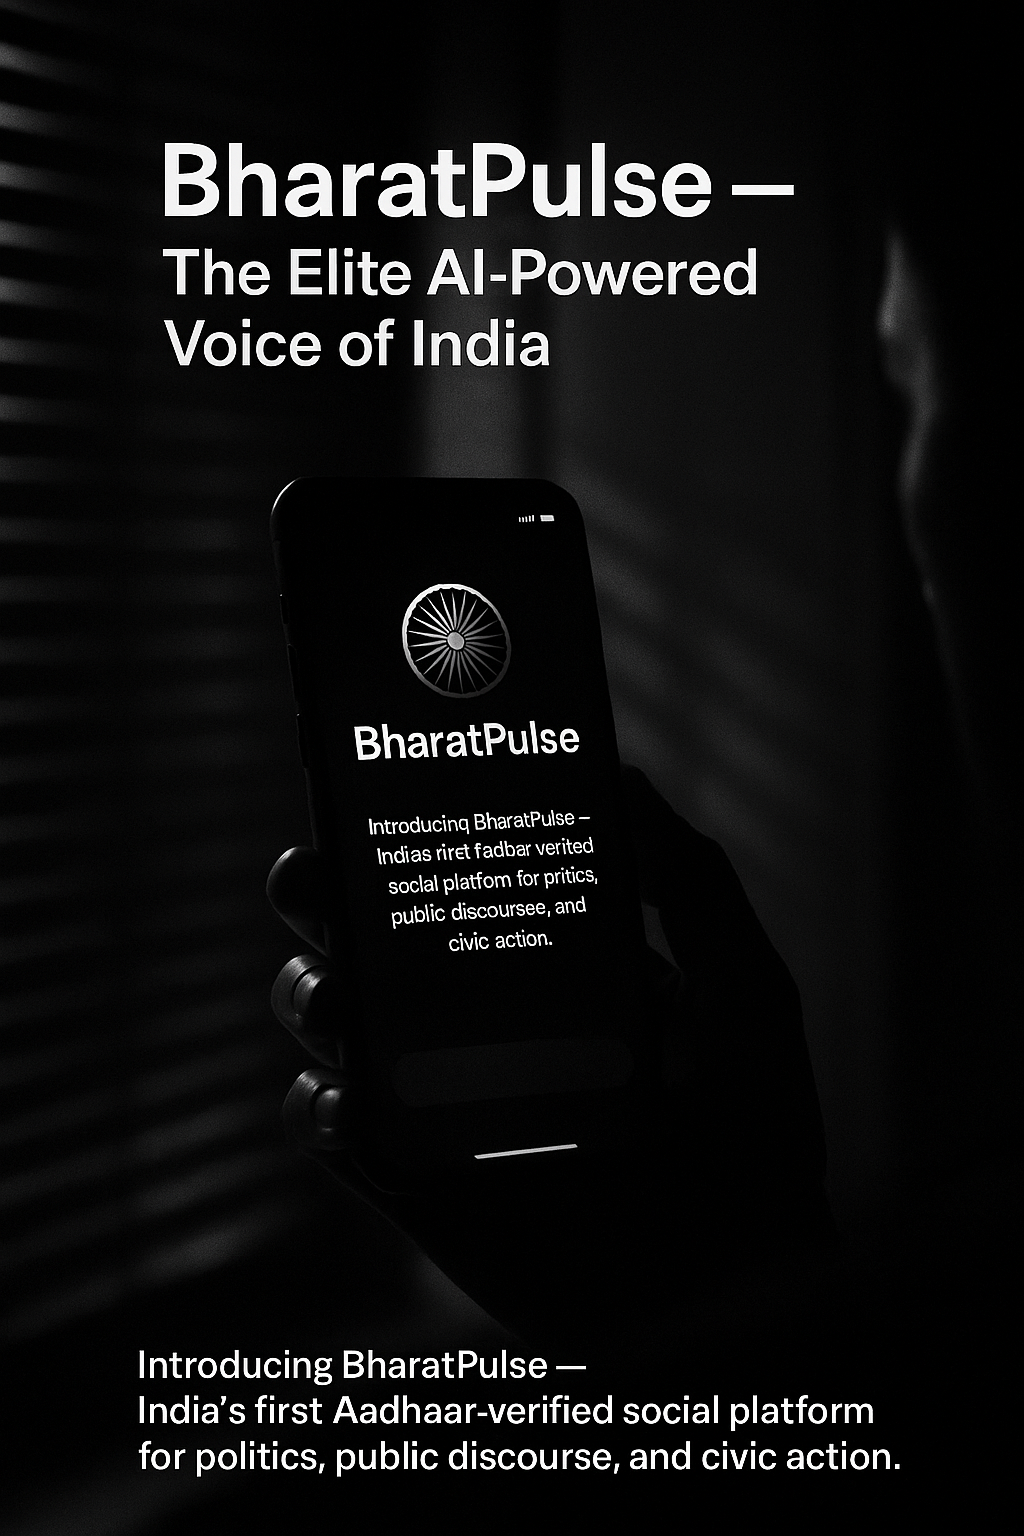 BharatPulse —
The Elite AI-Powered
Voice of India
BharatPulse
Introducinq BharatPulse –
Indias riret fadbar verited
soclal platfom for pritics,
public discoursee, and
civic action.
Introducing BharatPulse —
India’s first Aadhaar-verified social platform
for politics, public discourse, and civic action.